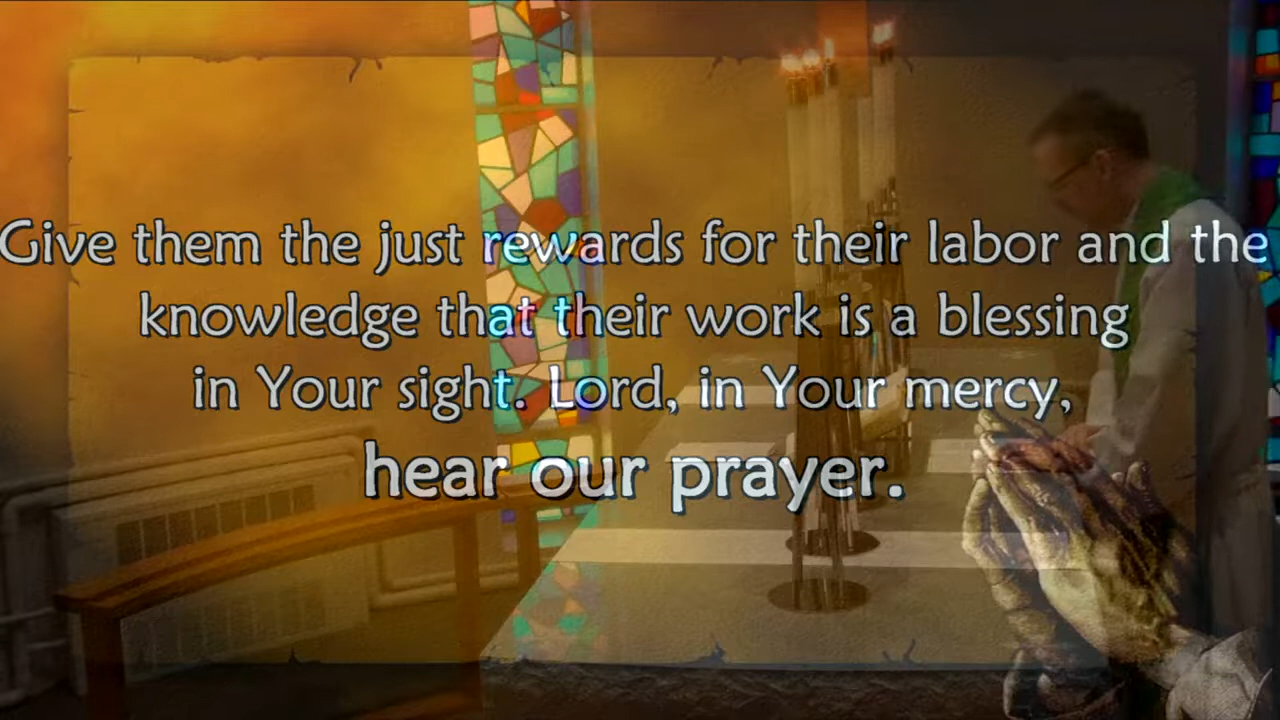 Give them the just rewards for their labor and the
knowledge that their work is a blessing
in Your sight. Lord, in Your mercy,
hear our prayer.